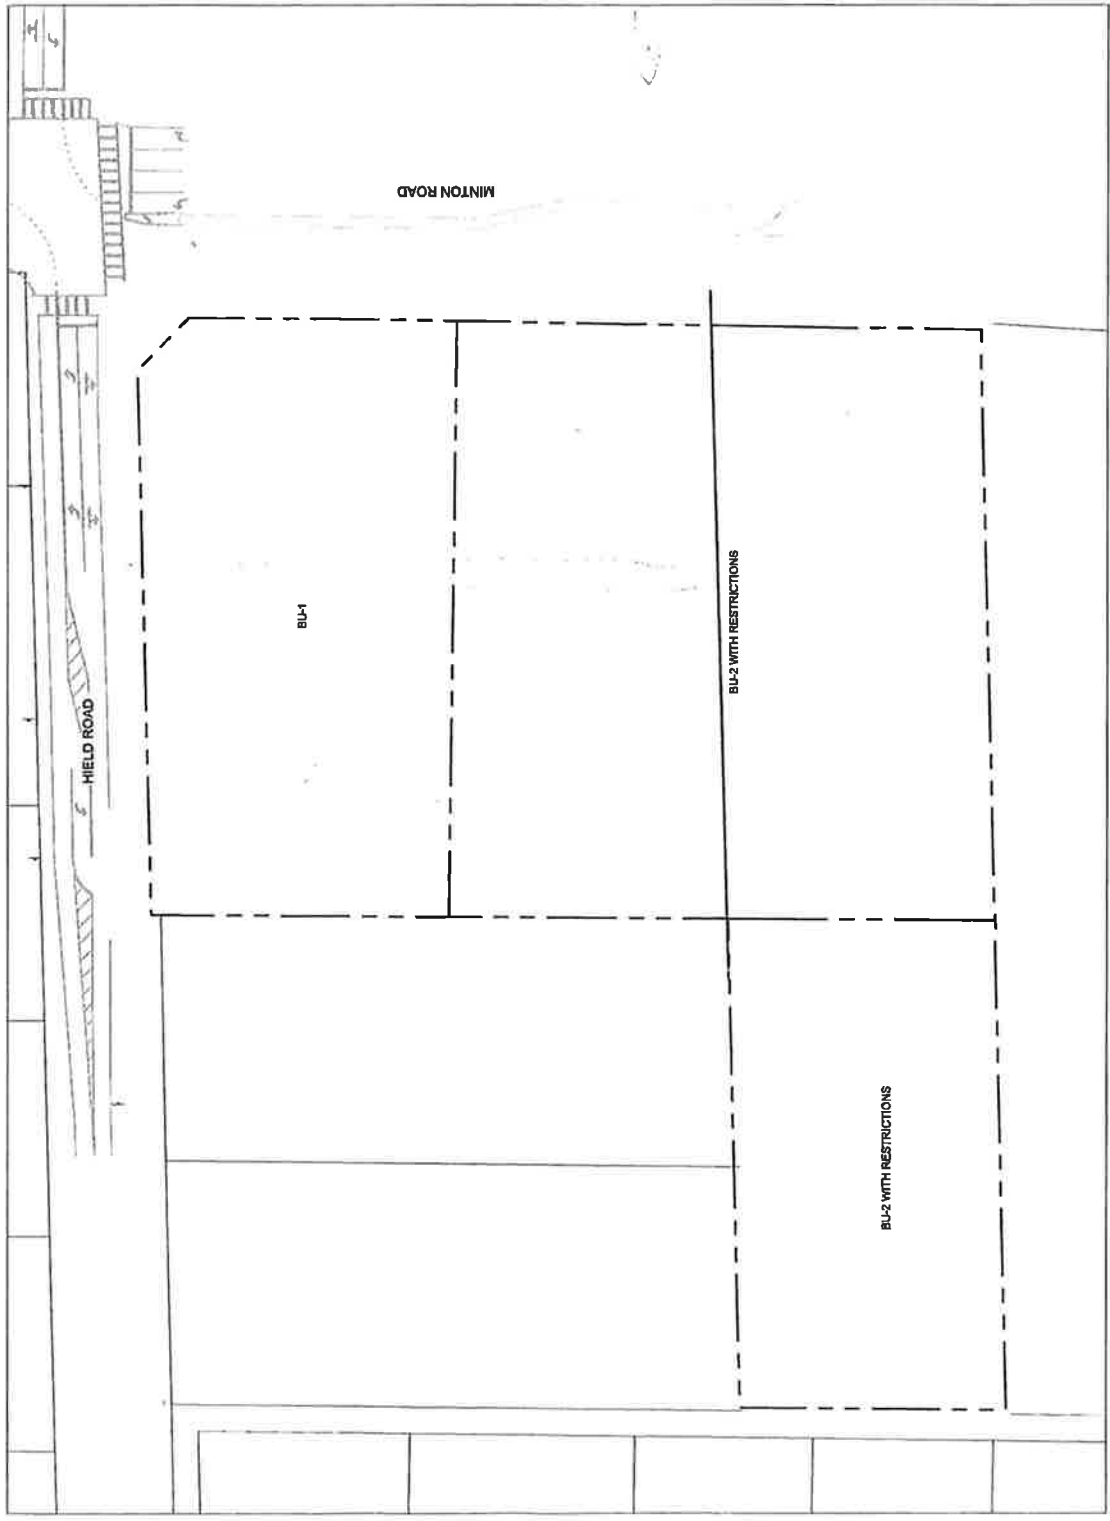 MINTON ROAD
BU-1
BU-2 WITH RESTRICTIONS
HIELD ROAD
BU-2 WITH RESTRICTIONS